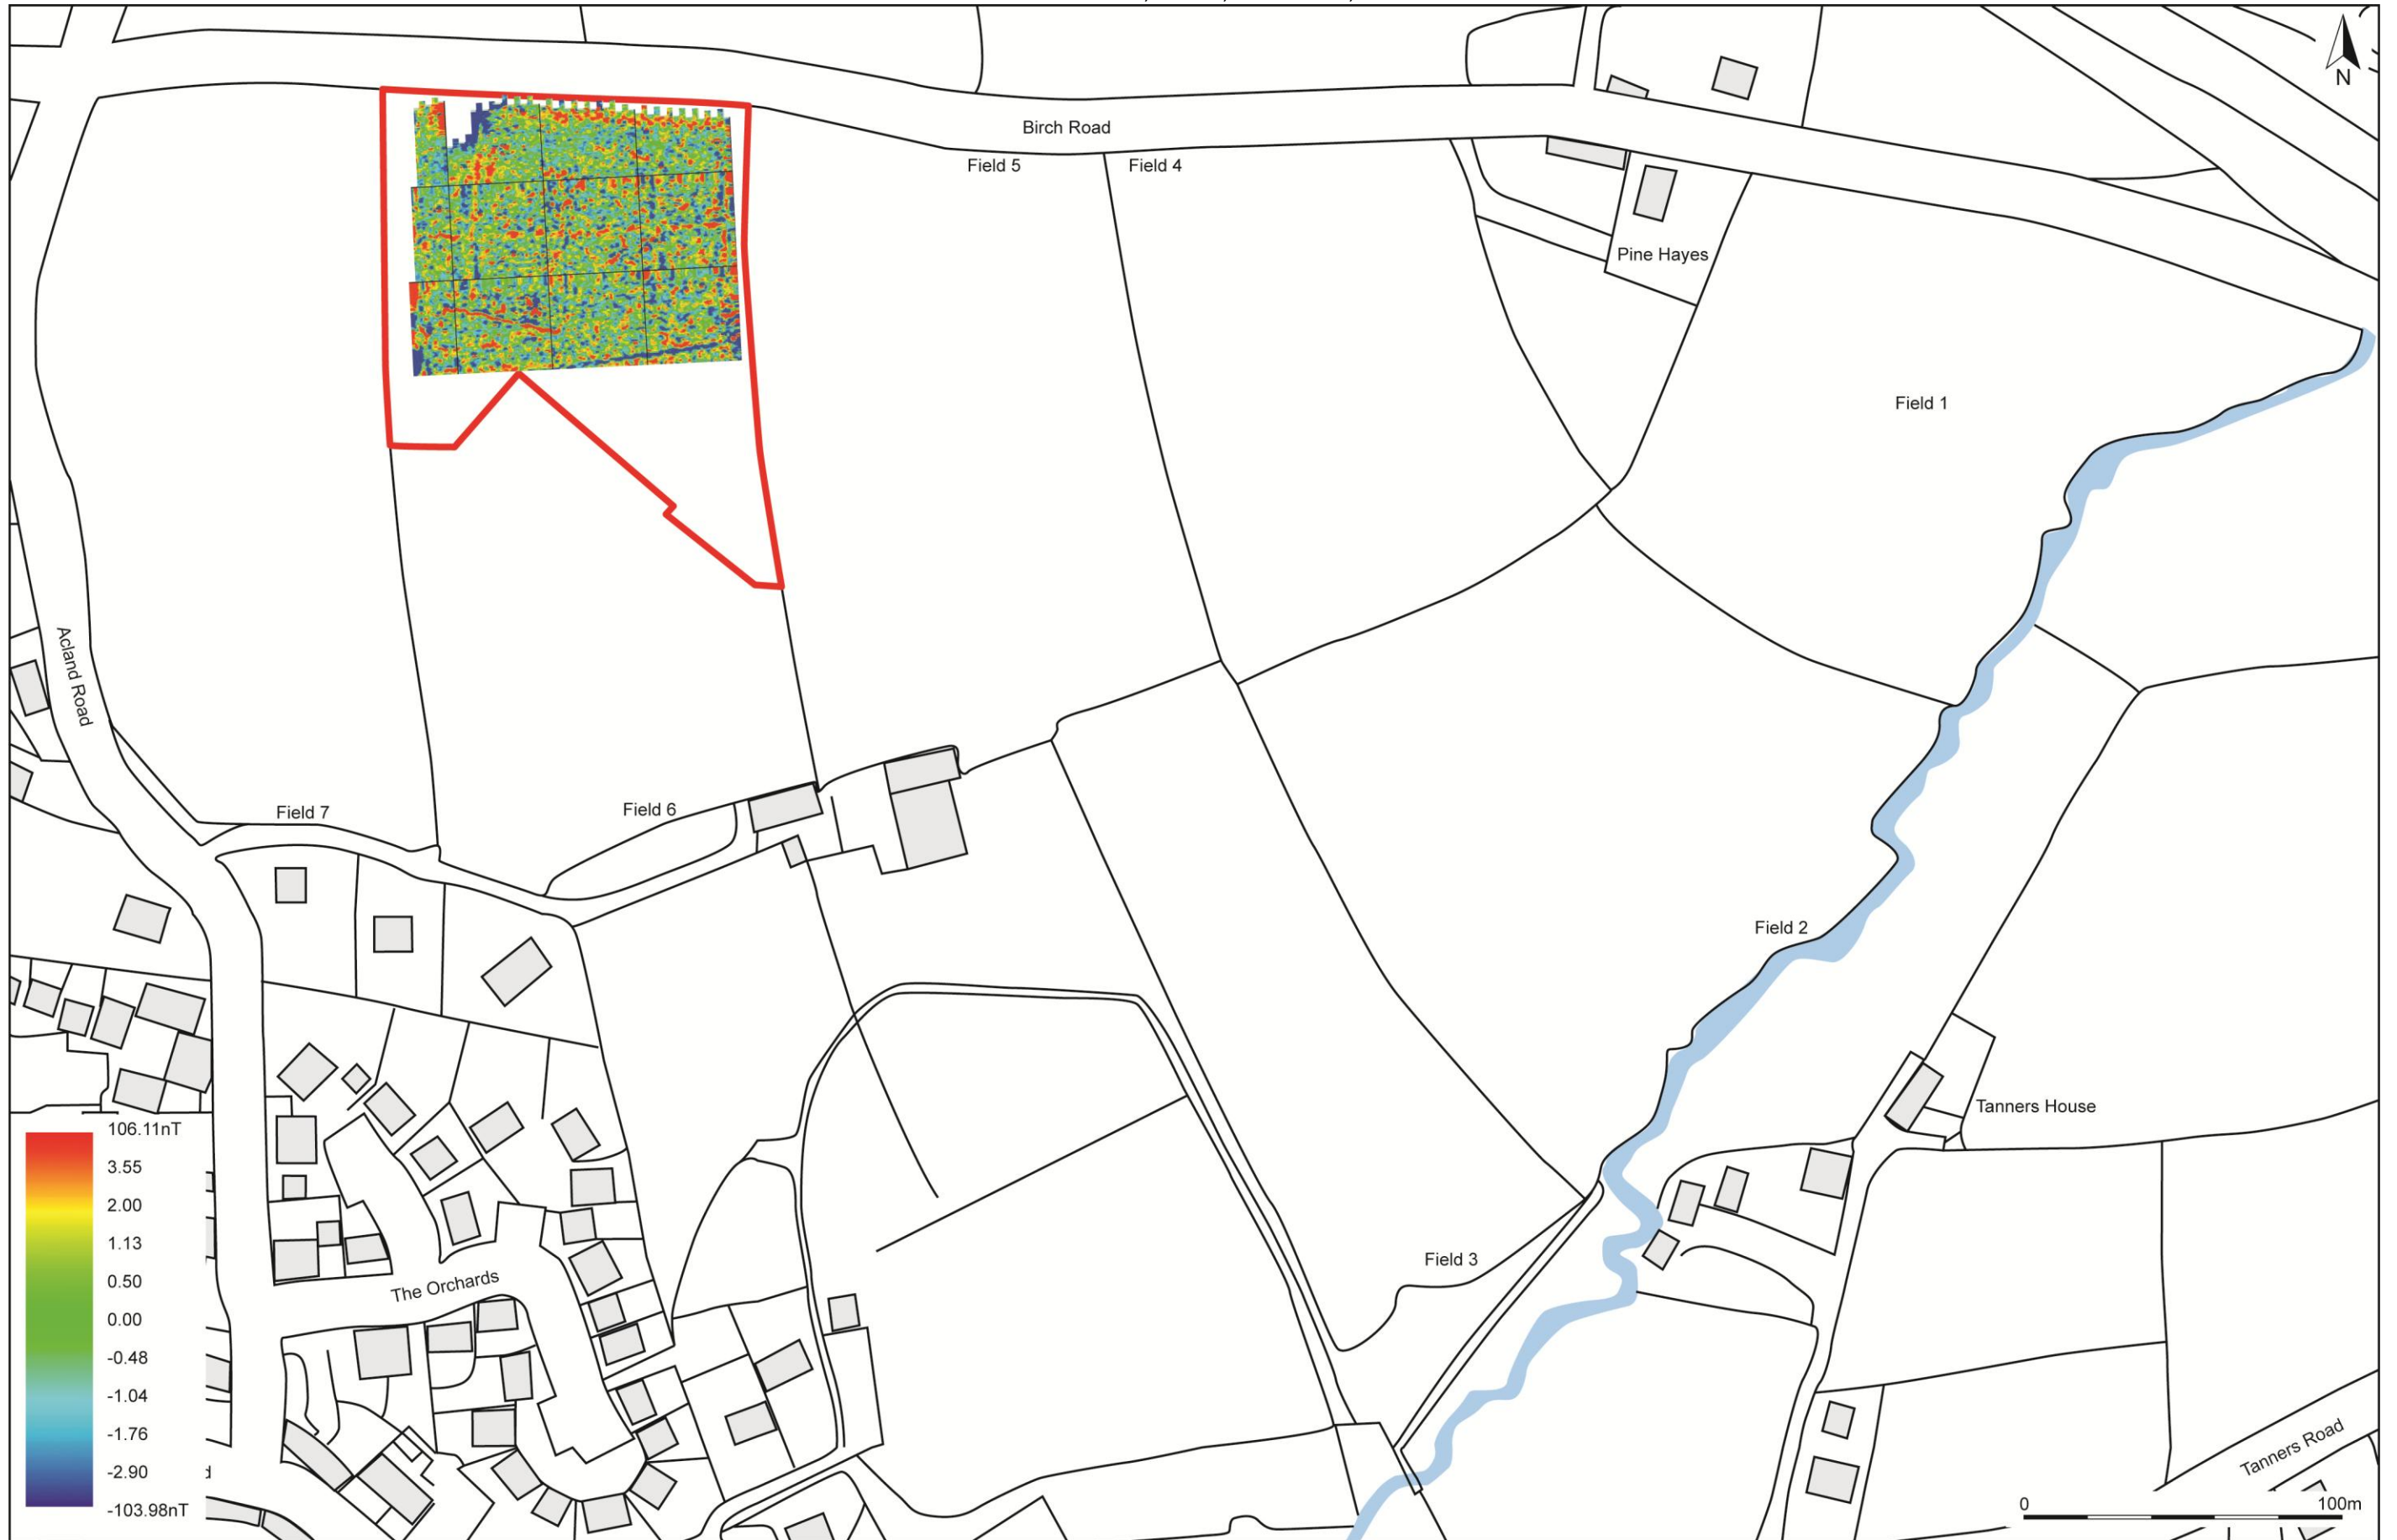 N
Birch Road
Field 5
Field 4
Pine Hayes
Field 1
Acland Road
Field 7
Field 6
Field 2
Tanners House
106.11nT
3.55
2.00
1.13
0.50
0.00
-0.48
-1.04
-1.76
-2.90
-103.98nT
The Orchards
Field 3
d
Tanners Road
0
100m